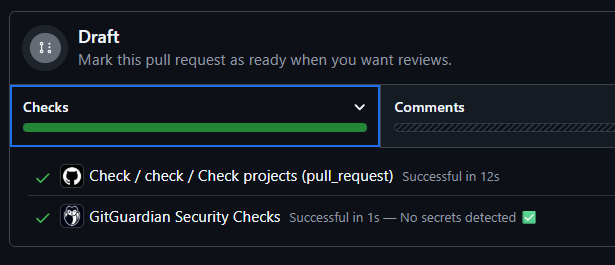 Draft
Mark this pull request as ready when you want reviews.
Checks
Comments
Check / check / Check projects (pull_request) Successful in 12s
GitGuardian Security Checks Successful in 1s — No secrets detected ✅